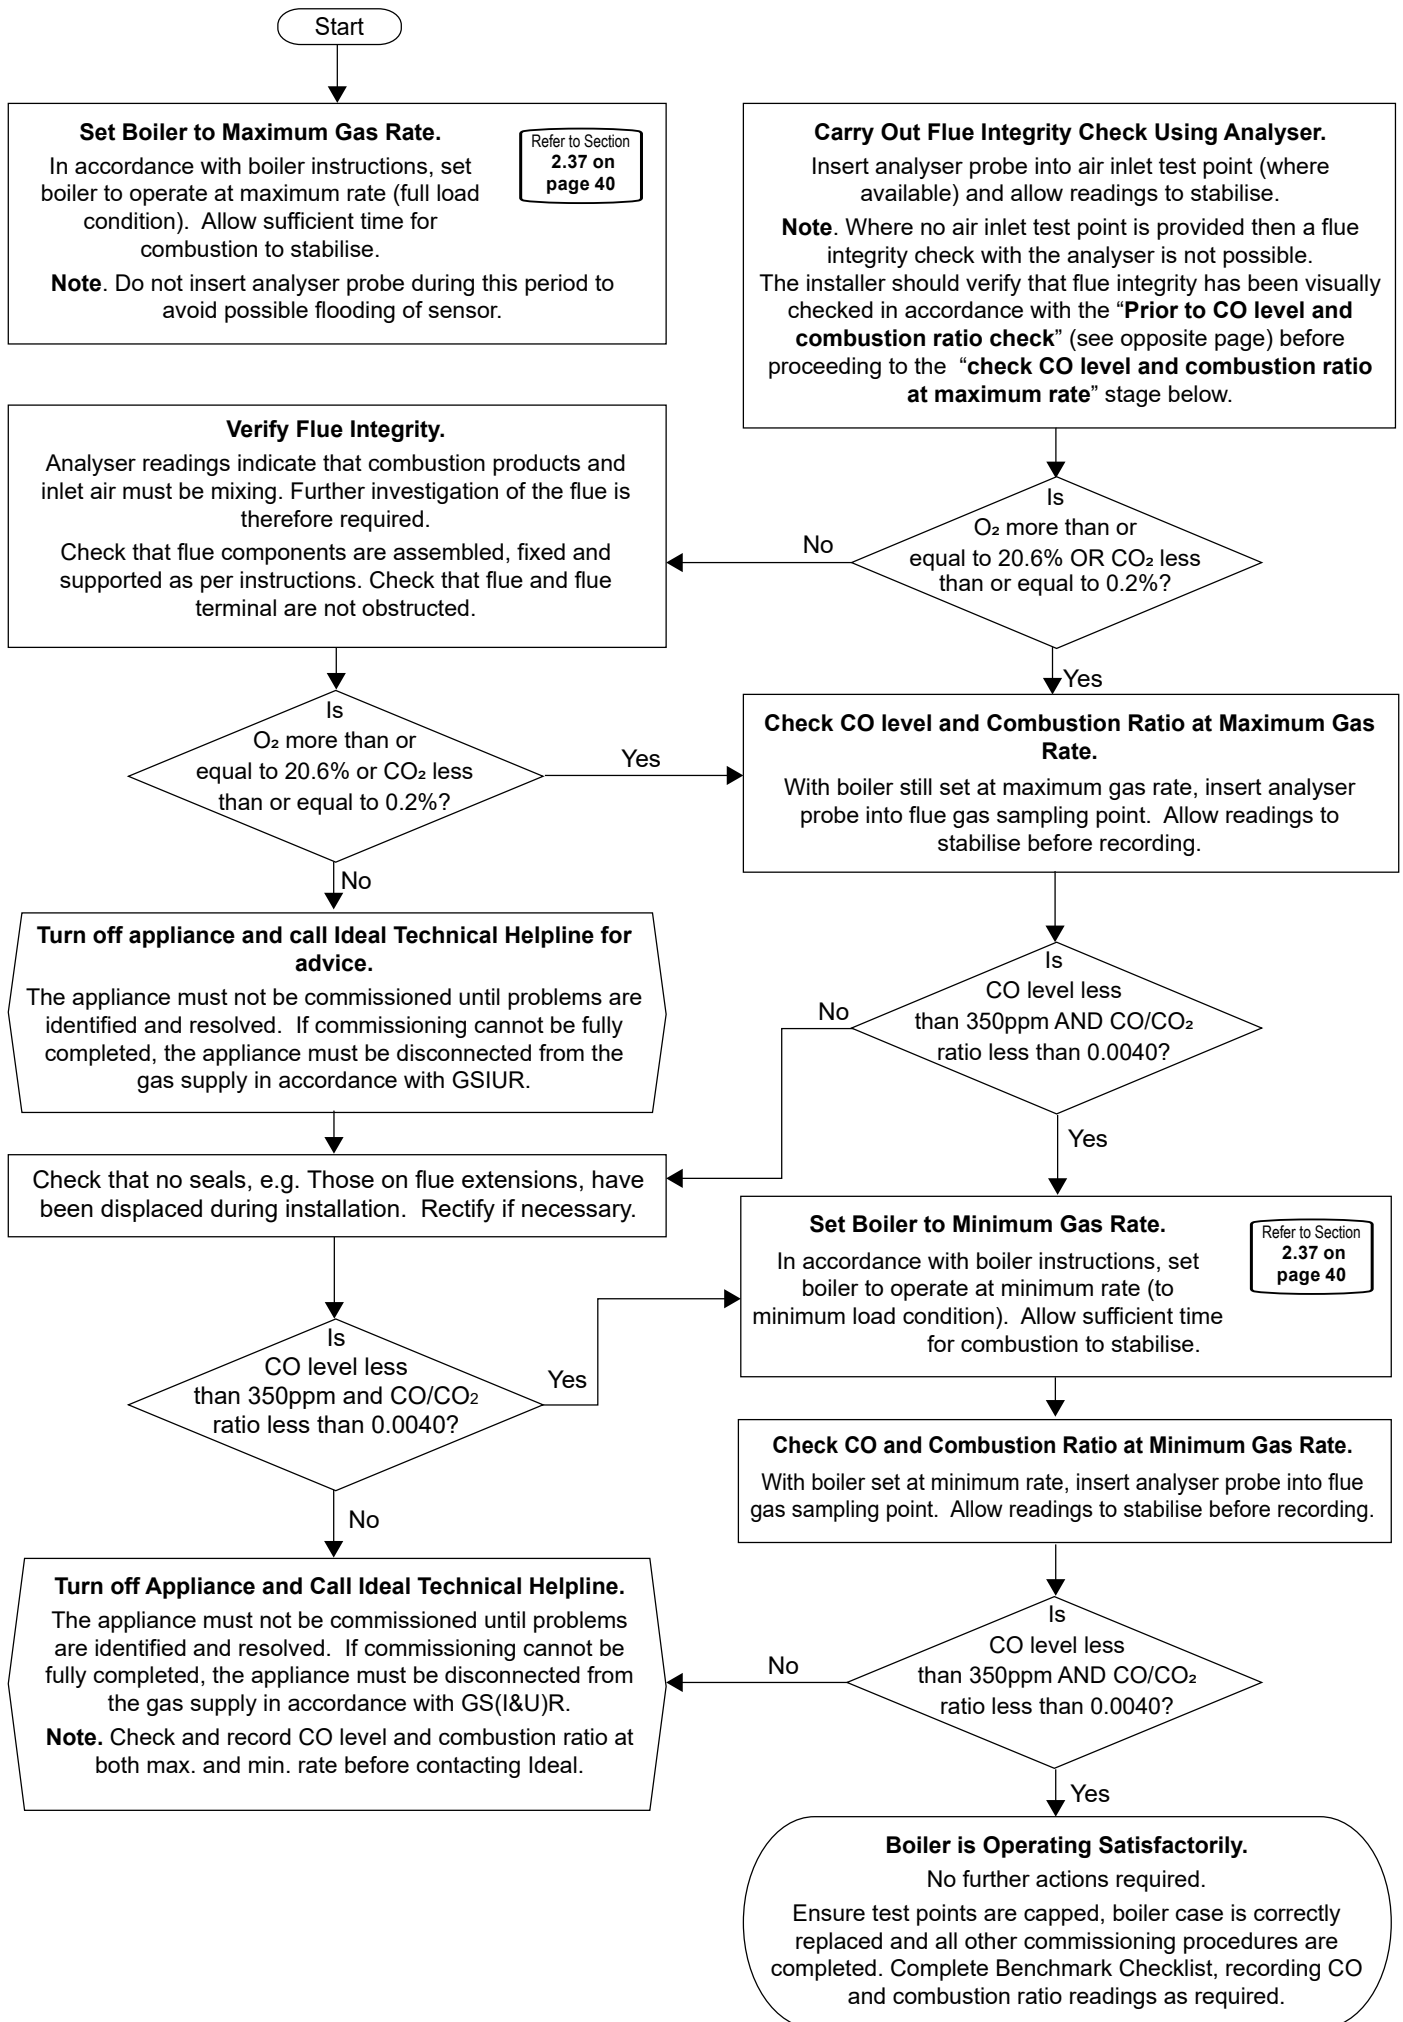 Start
Set Boiler to Maximum Gas Rate.
In accordance with boiler instructions, set
boiler to operate at maximum rate (full load
condition). Allow sufficient time for
combustion to stabilise.
Note. Do not insert analyser probe during this period to
avoid possible flooding of sensor.
Refer to Section
2.37 on
page 40
Carry Out Flue Integrity Check Using Analyser.
Insert analyser probe into air inlet test point (where
available) and allow readings to stabilise.
Note. Where no air inlet test point is provided then a flue
integrity check with the analyser is not possible.
The installer should verify that flue integrity has been visually
checked in accordance with the “Prior to CO level and
combustion ratio check” (see opposite page) before
proceeding to the “check CO level and combustion ratio
at maximum rate” stage below.
Is
O₂ more than or
equal to 20.6% OR CO₂ less
than or equal to 0.2%?
No
Yes
Verify Flue Integrity.
Analyser readings indicate that combustion products and
inlet air must be mixing. Further investigation of the flue is
therefore required.
Check that flue components are assembled, fixed and
supported as per instructions. Check that flue and flue
terminal are not obstructed.
Is
O₂ more than or
equal to 20.6% or CO₂ less
than or equal to 0.2%?
Yes
No
Check CO level and Combustion Ratio at Maximum Gas
Rate.
With boiler still set at maximum gas rate, insert analyser
probe into flue gas sampling point. Allow readings to
stabilise before recording.
Turn off appliance and call Ideal Technical Helpline for
advice.
The appliance must not be commissioned until problems are
identified and resolved. If commissioning cannot be fully
completed, the appliance must be disconnected from the
gas supply in accordance with GSIUR.
Is
CO level less
than 350ppm AND CO/CO₂
ratio less than 0.0040?
No
Yes
Check that no seals, e.g. Those on flue extensions, have
been displaced during installation. Rectify if necessary.
Set Boiler to Minimum Gas Rate.
In accordance with boiler instructions, set
boiler to operate at minimum rate (to
minimum load condition). Allow sufficient time
for combustion to stabilise.
Refer to Section
2.37 on
page 40
Is
CO level less
than 350ppm and CO/CO₂
ratio less than 0.0040?
Yes
No
Check CO and Combustion Ratio at Minimum Gas Rate.
With boiler set at minimum rate, insert analyser probe into flue
gas sampling point. Allow readings to stabilise before recording.
Turn off Appliance and Call Ideal Technical Helpline.
The appliance must not be commissioned until problems
are identified and resolved. If commissioning cannot be
fully completed, the appliance must be disconnected from
the gas supply in accordance with GS(I&U)R.
Note. Check and record CO level and combustion ratio at
both max. and min. rate before contacting Ideal.
Is
CO level less
than 350ppm AND CO/CO₂
ratio less than 0.0040?
No
Yes
Boiler is Operating Satisfactorily.
No further actions required.
Ensure test points are capped, boiler case is correctly
replaced and all other commissioning procedures are
completed. Complete Benchmark Checklist, recording CO
and combustion ratio readings as required.